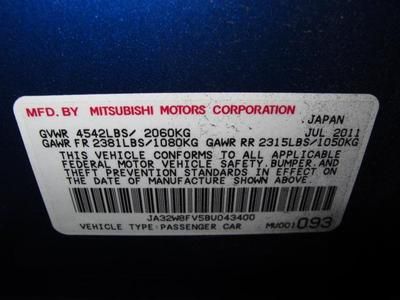 MFD. BY MITSUBISHI MOTORS CORPORATION
JAPAN
GVWR 4542LBS/ 2060KG JUL 2011
GAWR FR 2381LBS/1080KG GAWR RR 2315LBS/1050KG
THIS VEHICLE CONFORMS TO ALL APPLICABLE
FEDERAL MOTOR VEHICLE SAFETY,BUMPER,AND
THEFT PREVENTION STANDARDS IN EFFECT ON
THE DATE OF MANUFACTURE SHOWN ABOVE.
JA32W8FV5BU043400
VEHICLE TYPE:PASSENGER CAR MU001 093